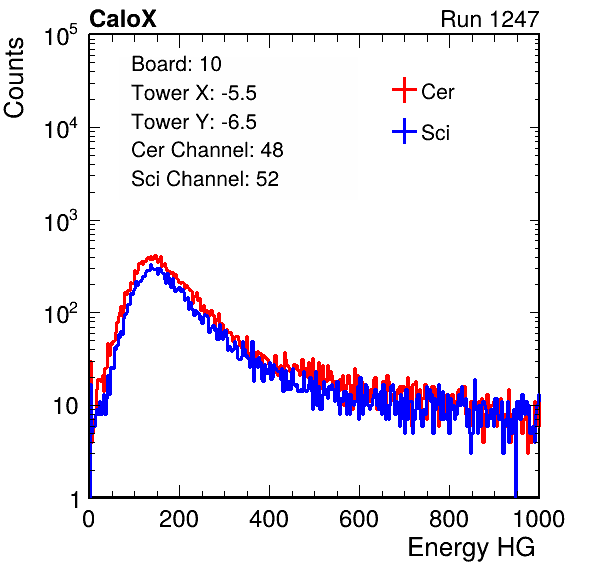 CaloX Run 1247
Counts
Board: 10
Tower X: -5.5
Tower Y: -6.5
Cer Channel: 48
Sci Channel: 52
Cer
Sci
10^5
10^4
10^3
10^2
10
1
0 200 400 600 800 1000
Energy HG